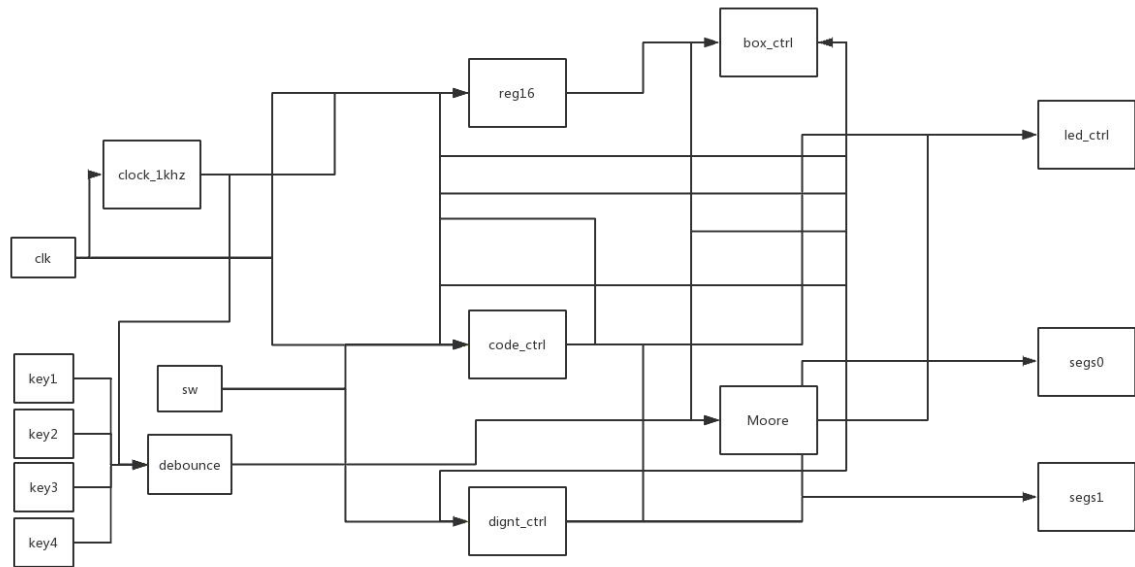 box_ctrl
reg16
led_ctrl
clock_1khz
clk
code_ctrl
segs0
key1
sw
Moore
key2
debounce
key3
segs1
dignt_ctrl
key4